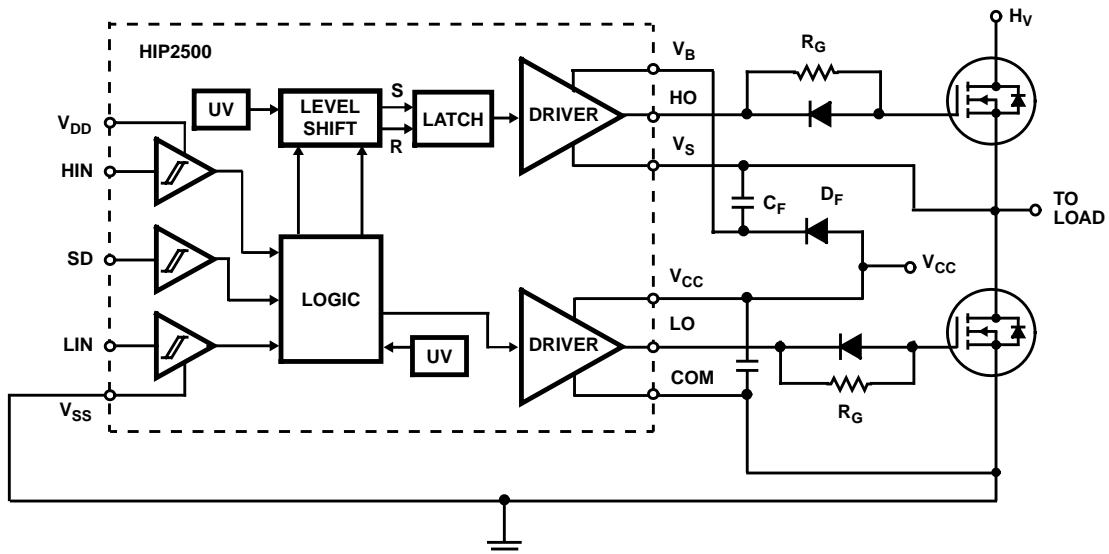 HIP2500
UV
LEVEL
SHIFT
S
R
LATCH
DRIVER
V_B
HO
V_S
R_G
H_V
V_DD
HIN
SD
LIN
V_SS
LOGIC
UV
DRIVER
C_F
D_F
V_CC
LO
COM
V_CC
R_G
TO
LOAD